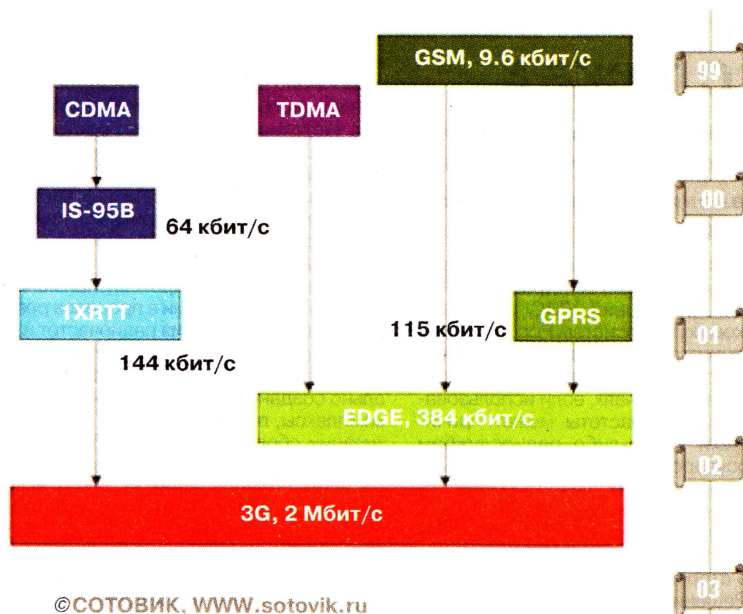 GSM, 9.6 кбит/с
99
CDMA
TDMA
IS-95B
00
64 кбит/с
1XRTT
GPRS
115 кбит/с
01
144 кбит/с
EDGE, 384 кбит/с
02
3G, 2 Мбит/с
03
©СОТОВИК, WWW.sotovik.ru